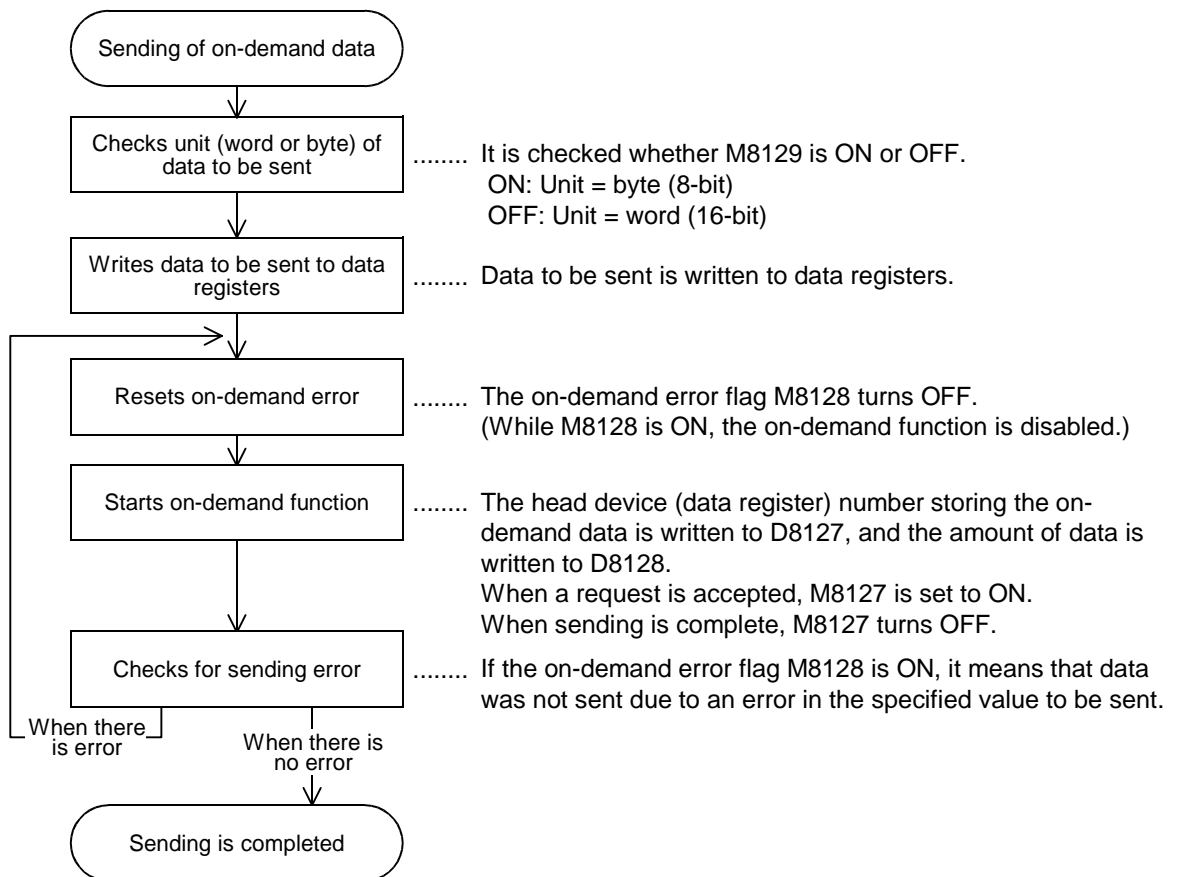 Sending of on-demand data
Checks unit (word or byte) of
data to be sent
........ It is checked whether M8129 is ON or OFF.
ON: Unit = byte (8-bit)
OFF: Unit = word (16-bit)
Writes data to be sent to data
registers
........ Data to be sent is written to data registers.
Resets on-demand error
........ The on-demand error flag M8128 turns OFF.
(While M8128 is ON, the on-demand function is disabled.)
Starts on-demand function
........ The head device (data register) number storing the on-
demand data is written to D8127, and the amount of data is
written to D8128.
When a request is accepted, M8127 is set to ON.
When sending is complete, M8127 turns OFF.
Checks for sending error
........ If the on-demand error flag M8128 is ON, it means that data
was not sent due to an error in the specified value to be sent.
When there
is error
When there is
no error
Sending is completed